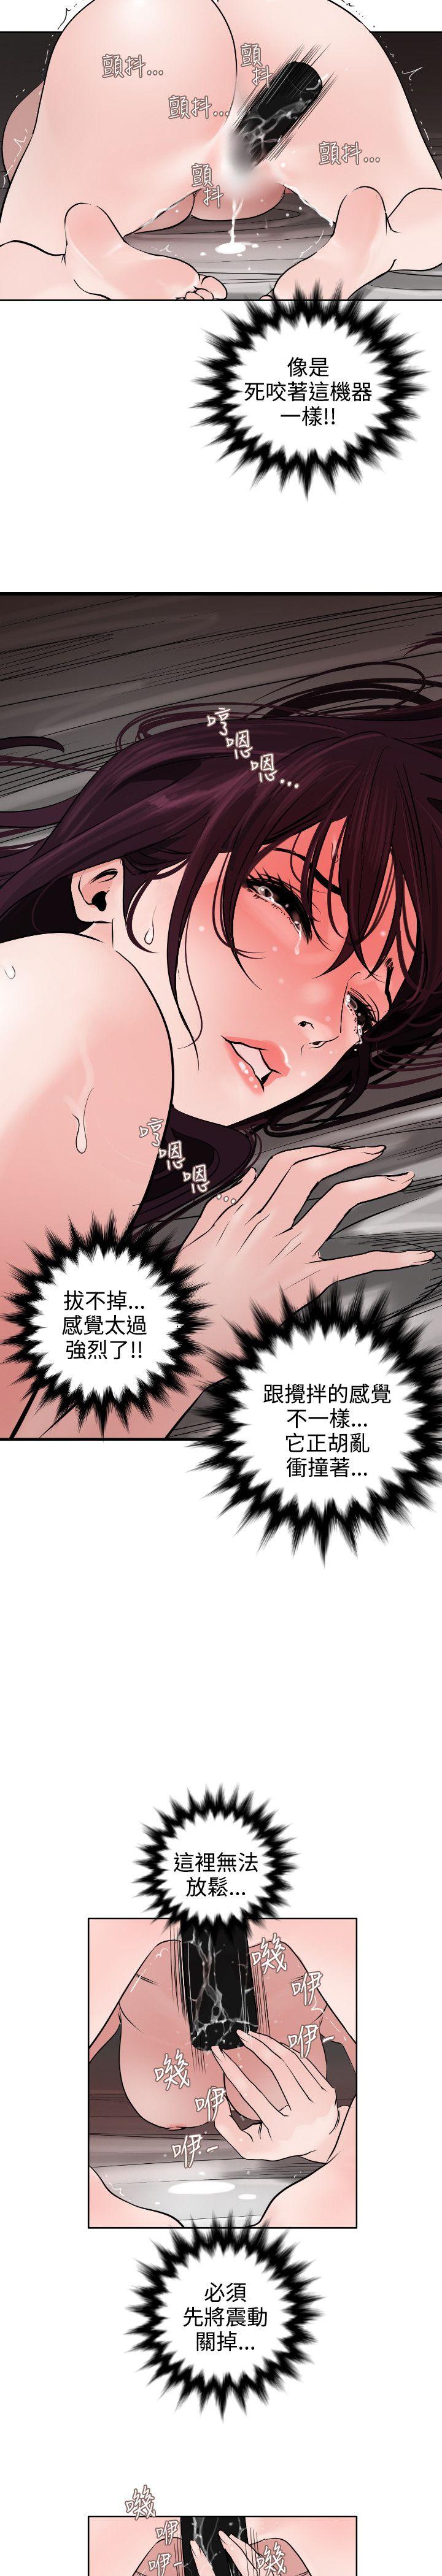 顫抖...
顫抖
顫抖...
顫抖...
顫抖
像是
死咬著這機器
一樣!!
哼嗯嗯...
哼嗯嗯...
拔不掉...
感覺太過
強烈了!!
跟攪拌的感覺
不一樣...
它正胡亂
衝撞著...
這裡無法
放鬆...
嘰
咿
咿-
嘰
咿
咿-
必須
先將震動
關掉...
嘰
咿
咿-